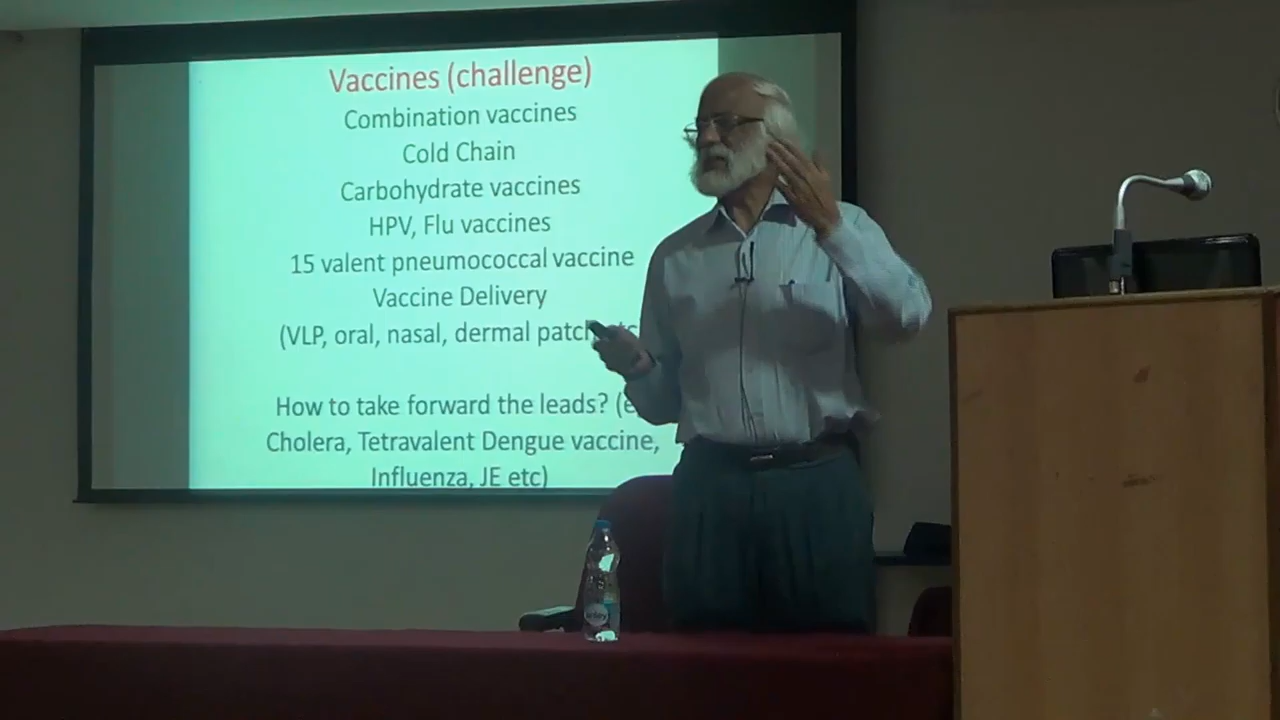 Vaccines (challenge)
Combination vaccines
Cold Chain
Carbohydrate vaccines
HPV, Flu vaccines
15 valent pneumococcal vaccine
Vaccine Delivery
(VLP, oral, nasal, dermal
How to take forward the leads?
Cholera, Tetravalent Dengue vaccine,
Influenza, JE etc)